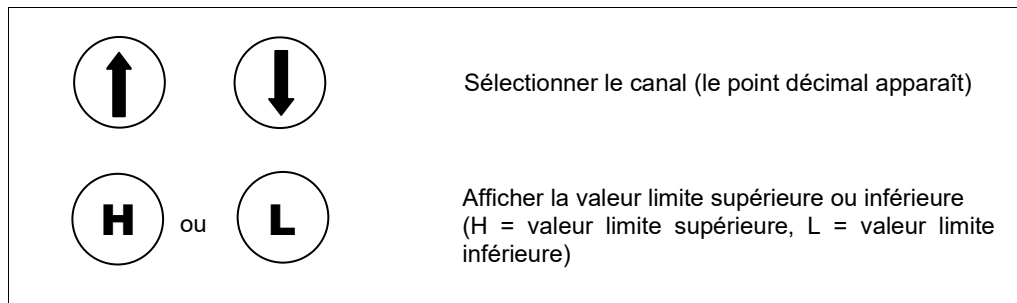 Sélectionner le canal (le point décimal apparaît)
H ou L
Afficher la valeur limite supérieure ou inférieure
(H = valeur limite supérieure, L = valeur limite
inférieure)